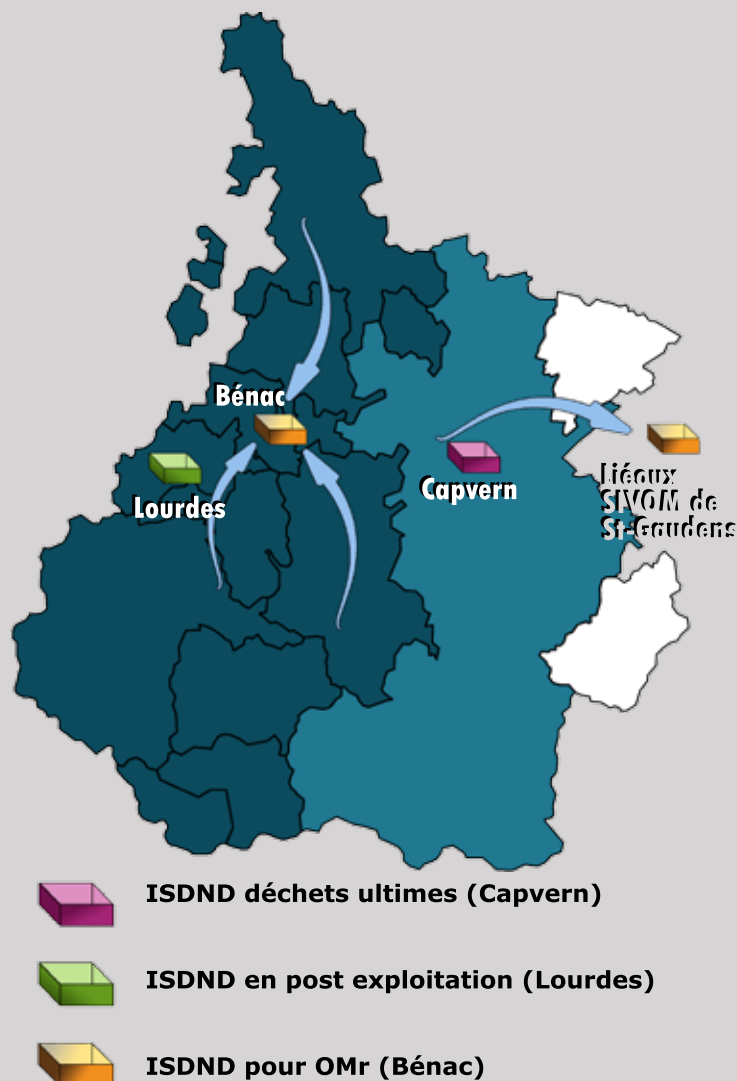 Bénac
Lourdes
Capvern
Liéoux
SIVOM de
St-Gaudens
ISDND déchets ultimes (Capvern)
ISDND en post exploitation (Lourdes)
ISDND pour OMr (Bénac)